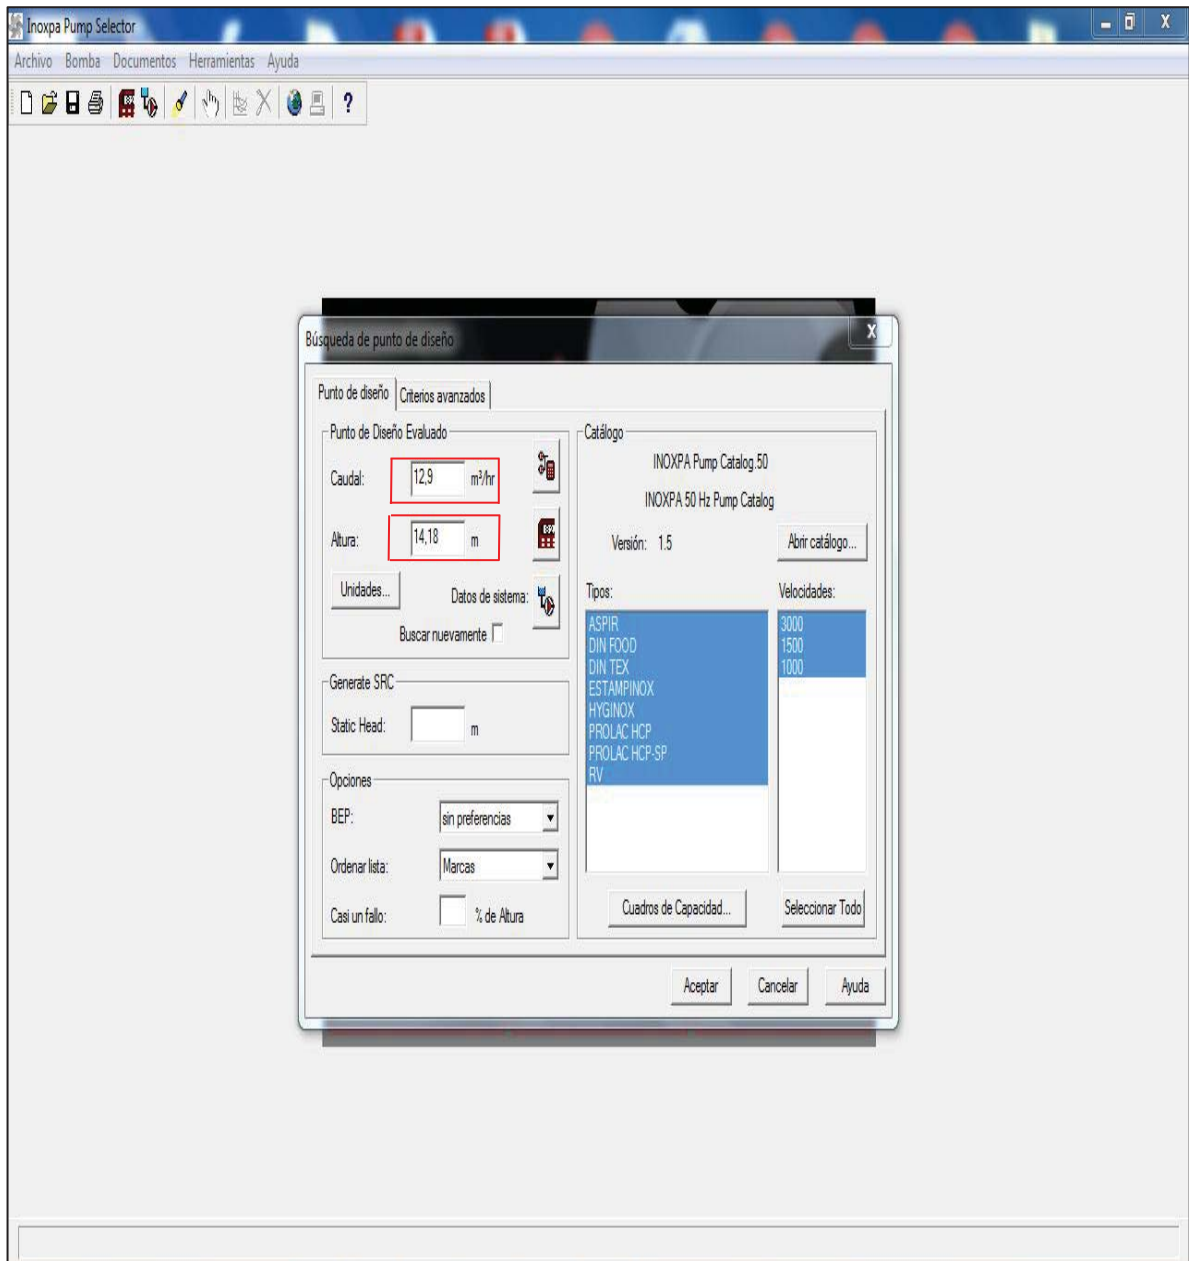 Inoxpa Pump Selector
Archivo Bomba Documentos Herramientas Ayuda
Búsqueda de punto de diseño
Punto de diseño
Criterios avanzados
Punto de Diseño Evaluado
Caudal: 12,9 m³/hr
Altura: 14,18 m
Unidades...
Datos de sistema:
Buscar nuevamente
Generate SRC
Static Head: m
Opciones
BEP: sin preferencias
Ordenar lista: Marcas
Casi un fallo: % de Altura
Catálogo
INOXPA Pump Catalog.50
INOXPA 50 Hz Pump Catalog
Versión: 1.5
Abrir catálogo...
Tipos:
ASPIR
DIN FOOD
DIN TEX
ESTAMPINOX
HYGINOX
PROLAC HCP
PROLAC HCP-SP
RV
Velocidades:
3000
1500
1000
Cuadros de Capacidad...
Seleccionar Todo
Aceptar
Cancelar
Ayuda